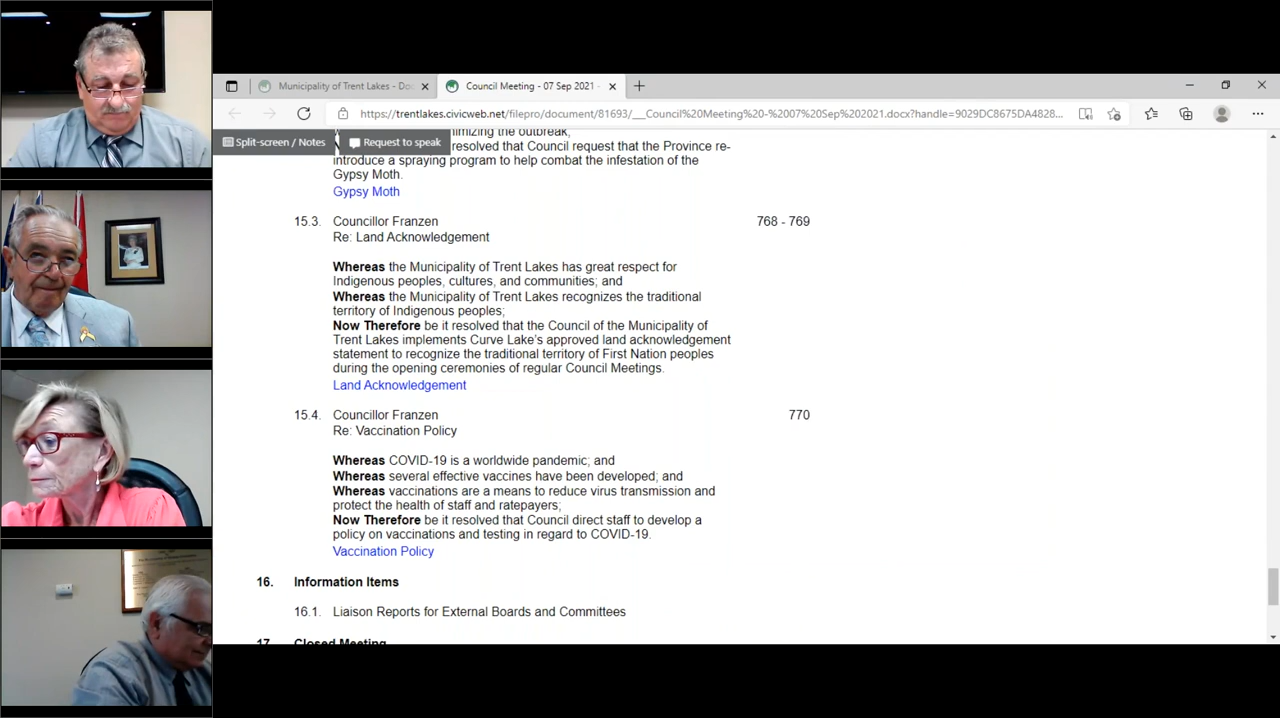 Municipality of Trent Lakes - Doc
Council Meeting - 07 Sep 2021 -
https://trentlakes.civicweb.net/filepro/document/81693/__Council%20Meeting%20-%2007%20Sep%202021.docx?handle=9029DC8675DA4828...
nimizing the outbreak;
Split-screen / Notes
Request to speak
resolved that Council request that the Province re-
introduce a spraying program to help combat the infestation of the
Gypsy Moth.
Gypsy Moth
15.3. Councillor Franzen 768 - 769
Re: Land Acknowledgement
Whereas the Municipality of Trent Lakes has great respect for
Indigenous peoples, cultures, and communities; and
Whereas the Municipality of Trent Lakes recognizes the traditional
territory of Indigenous peoples;
Now Therefore be it resolved that the Council of the Municipality of
Trent Lakes implements Curve Lake's approved land acknowledgement
statement to recognize the traditional territory of First Nation peoples
during the opening ceremonies of regular Council Meetings.
Land Acknowledgement
15.4. Councillor Franzen 770
Re: Vaccination Policy
Whereas COVID-19 is a worldwide pandemic; and
Whereas several effective vaccines have been developed; and
Whereas vaccinations are a means to reduce virus transmission and
protect the health of staff and ratepayers;
Now Therefore be it resolved that Council direct staff to develop a
policy on vaccinations and testing in regard to COVID-19.
Vaccination Policy
16. Information Items
16.1. Liaison Reports for External Boards and Committees
17. Closed Meeting